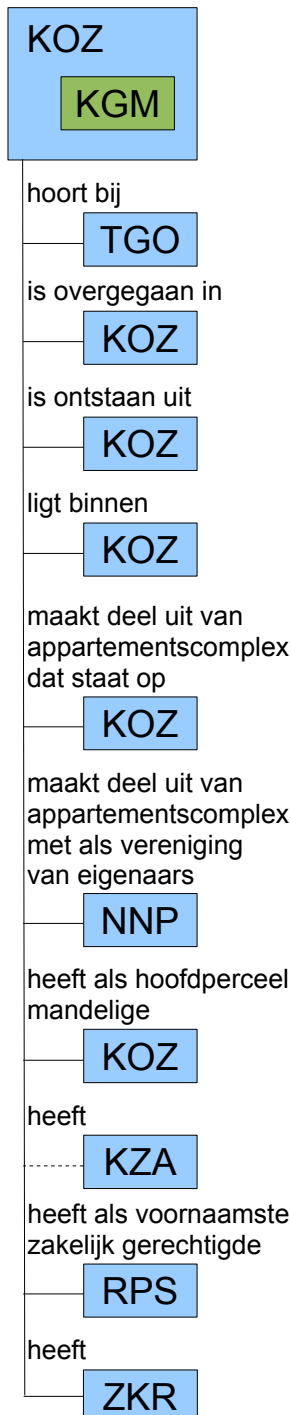 KOZ
KGM
hoort bij
TGO
is overgegaan in
KOZ
is ontstaan uit
KOZ
ligt binnen
KOZ
maakt deel uit van
appartementscomplex
dat staat op
KOZ
maakt deel uit van
appartementscomplex
met als vereniging
van eigenaars
NNP
heeft als hoofdperceel
mandelige
KOZ
heeft
KZA
heeft als voornaamste
zakelijk gerechtigde
RPS
heeft
ZKR